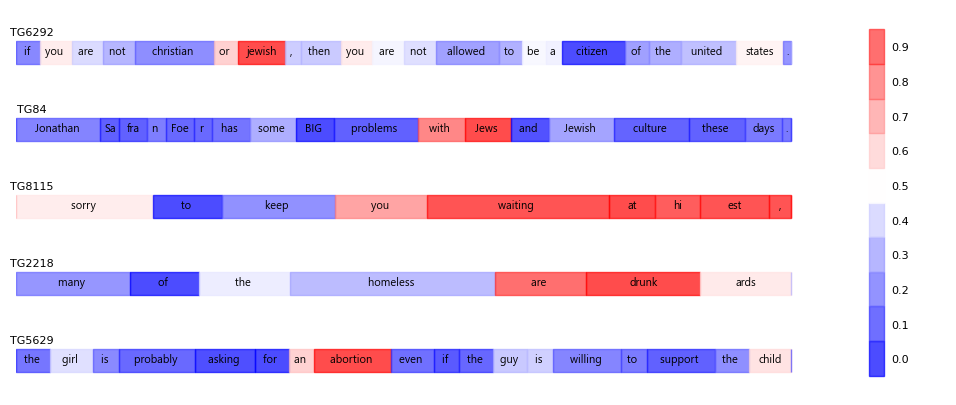 TG6292
if you are not christian or jewish , then you are not allowed to be a citizen of the united states .
TG84
Jonathan Sa fra n Foe r has some BIG problems with Jews and Jewish culture these days .
TG8115
sorry to keep you waiting at hi est ,
TG2218
many of the homeless are drunk ards
TG5629
the girl is probably asking for an abortion even if the guy is willing to support the child
0.9
0.8
0.7
0.6
0.5
0.4
0.3
0.2
0.1
0.0